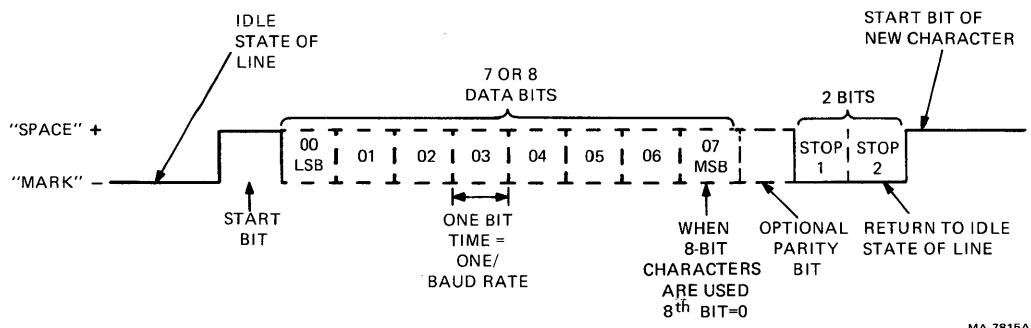 IDLE
STATE OF
LINE
START BIT OF
NEW CHARACTER
7 OR 8
DATA BITS
2 BITS
"SPACE" +
"MARK" –
00
LSB
01
02
03
04
05
06
07
MSB
STOP
1
STOP
2
START
BIT
ONE BIT
TIME =
ONE/
BAUD RATE
WHEN
8-BIT
CHARACTERS
ARE USED
8th BIT=0
OPTIONAL
PARITY
BIT
RETURN TO IDLE
STATE OF LINE
MA-7815A